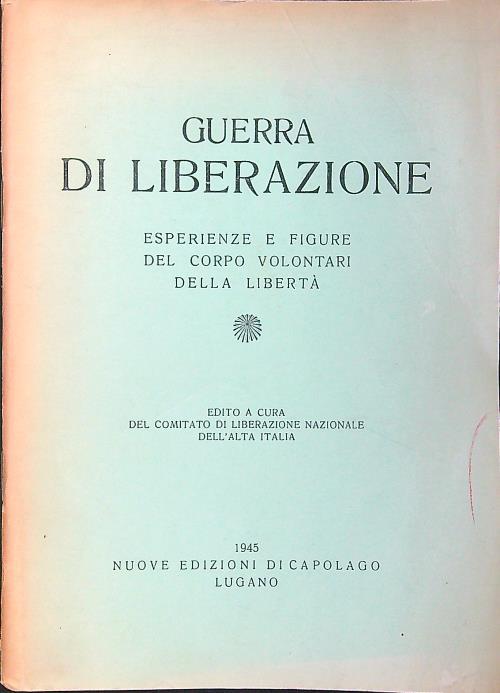 GUERRA
DI LIBERAZIONE
ESPERIENZE E FIGURE
DEL CORPO VOLONTARI
DELLA LIBERTÀ
EDITO A CURA
DEL COMITATO DI LIBERAZIONE NAZIONALE
DELL'ALTA ITALIA
1945
NUOVE EDIZIONI DI CAPOLAGO
LUGANO